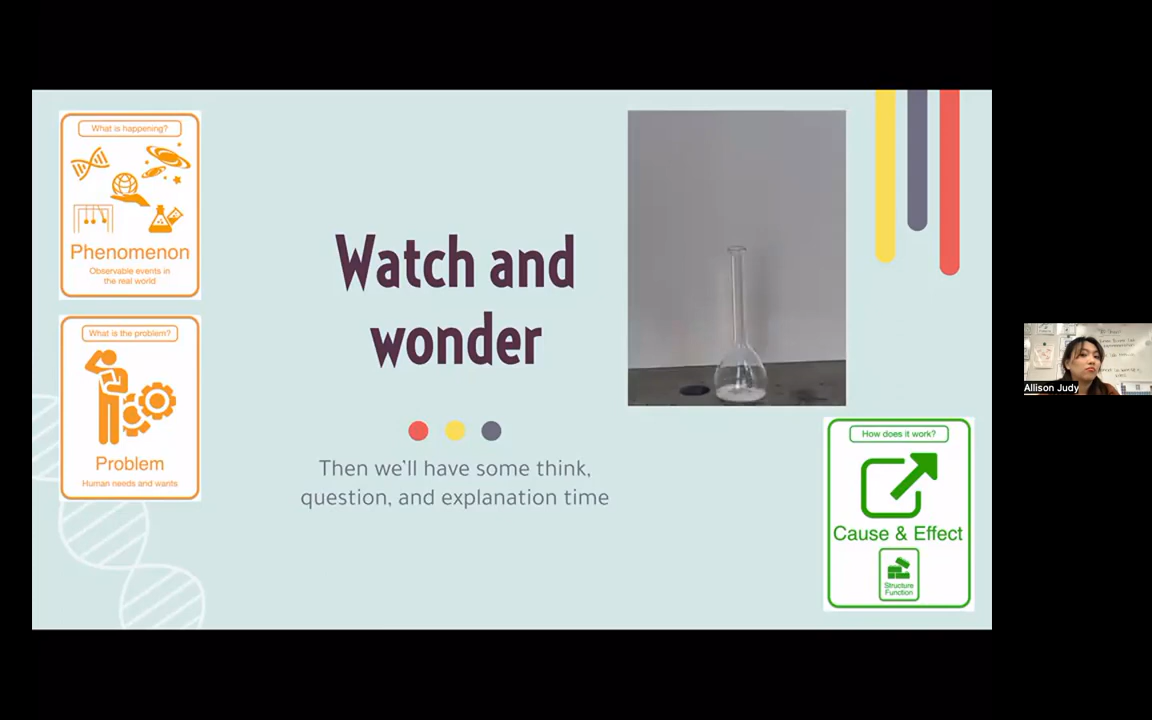 What is happening?
Phenomenon
Observable events in
the real world
What is the problem?
Problem
Human needs and wants
Watch and
wonder
Then we'll have some think,
question, and explanation time
How does it work?
Cause & Effect
Structure
Function
Allison Judy